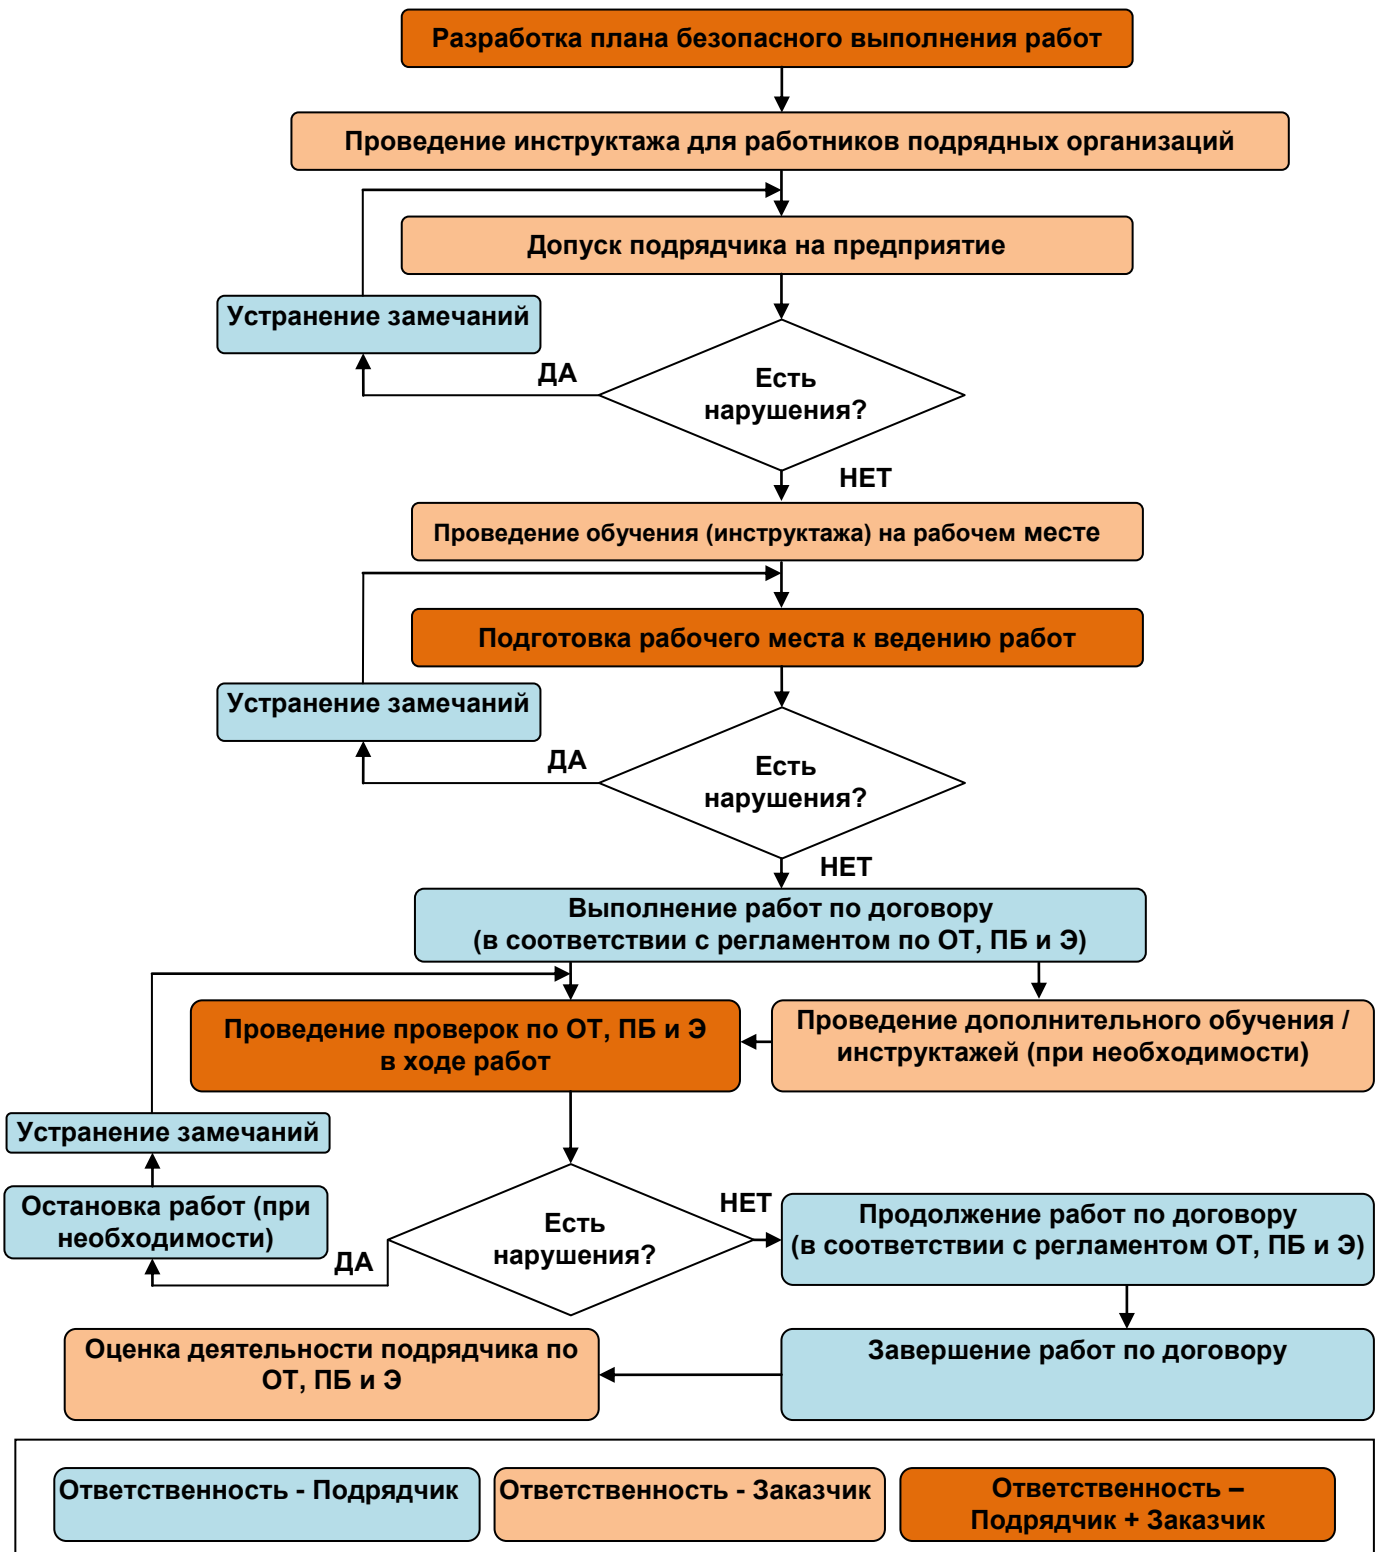 Разработка плана безопасного выполнения работ
Проведение инструктажа для работников подрядных организаций
Допуск подрядчика на предприятие
Устранение замечаний
ДА
Есть
нарушения?
НЕТ
Проведение обучения (инструктажа) на рабочем месте
Подготовка рабочего места к ведению работ
Устранение замечаний
ДА
Есть
нарушения?
НЕТ
Выполнение работ по договору
(в соответствии с регламентом по ОТ, ПБ и Э)
Проведение проверок по ОТ, ПБ и Э
в ходе работ
Проведение дополнительного обучения /
инструктажей (при необходимости)
Устранение замечаний
Остановка работ (при
необходимости)
ДА
Есть
нарушения?
НЕТ
Продолжение работ по договору
(в соответствии с регламентом ОТ, ПБ и Э)
Оценка деятельности подрядчика по
ОТ, ПБ и Э
Завершение работ по договору
Ответственность - Подрядчик
Ответственность - Заказчик
Ответственность –
Подрядчик + Заказчик